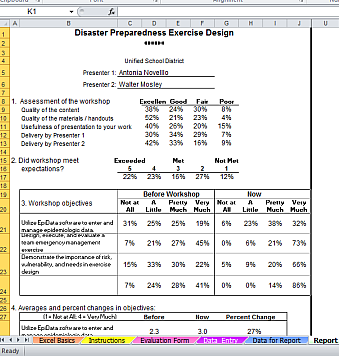 K1
fx
A B C D E F G H I J U
Disaster Preparedness Exercise Design
Unified School District
Presenter 1: Antonia Novello
Presenter 2: Walter Mosley
1. Assessment of the workshop Excellent Good Fair Poor
Quality of the content 38% 24% 30% 8%
Quality of the materials / handouts 52% 21% 23% 4%
Usefulness of presentation to your work 40% 26% 20% 15%
Delivery by Presenter 1 30% 34% 29% 7%
Delivery by Presenter 2 42% 33% 16% 9%
2. Did workshop meet Exceeded Met Not Met
expectations? 5 4 3 2 1
22% 23% 16% 27% 12%
Before Workshop Now
3. Workshop objectives Not at All A Little Pretty Much Very Much Not at All A Little Pretty Much Very Much
Utilize EpiData software to enter and
manage epidemiologic data. 31% 25% 25% 19% 6% 23% 38% 32%
Design, execute, and evaluate a
team emergency management
exercise 7% 21% 27% 45% 0% 6% 21% 73%
Demonstrate the importance of risk,
vulnerability, and needs in exercise
design 15% 33% 30% 22% 5% 9% 20% 66%
7% 24% 28% 41% 0% 0% 14% 86%
4. Averages and percent changes in objectives:
(1 = Not at All; 4 = Very Much) Before Now Percent Change
Utilize EpiData software to enter and
2.3 3.0 27%
Excel Basics Instructions Evaluation Form Data Entry Data for Report Report
Ready